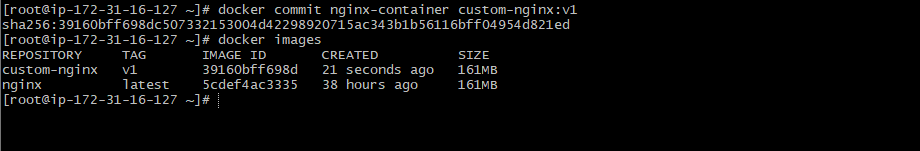 [root@ip-172-31-16-127 ~]# docker commit nginx-container custom-nginx:v1
sha256:39160bff698dc507332153004d42298920715ac343b1b56116bff04954d821ed
[root@ip-172-31-16-127 ~]# docker images
REPOSITORY TAG IMAGE ID CREATED SIZE
custom-nginx v1 39160bff698d 21 seconds ago 161MB
nginx latest 5cdef4ac3335 38 hours ago 161MB
[root@ip-172-31-16-127 ~]#